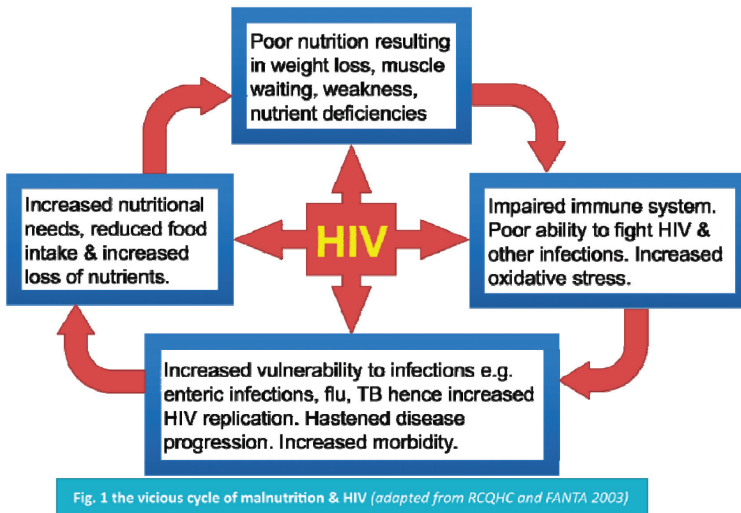 Poor nutrition resulting
in weight loss, muscle
waiting, weakness,
nutrient deficiencies
Increased nutritional
needs, reduced food
intake & increased
loss of nutrients.
HIV
Impaired immune system.
Poor ability to fight HIV &
other infections. Increased
oxidative stress.
Increased vulnerability to infections e.g.
enteric infections, flu, TB hence increased
HIV replication. Hastened disease
progression. Increased morbidity.
Fig. 1 the vicious cycle of malnutrition & HIV (adapted from RCQHC and FANTA 2003)